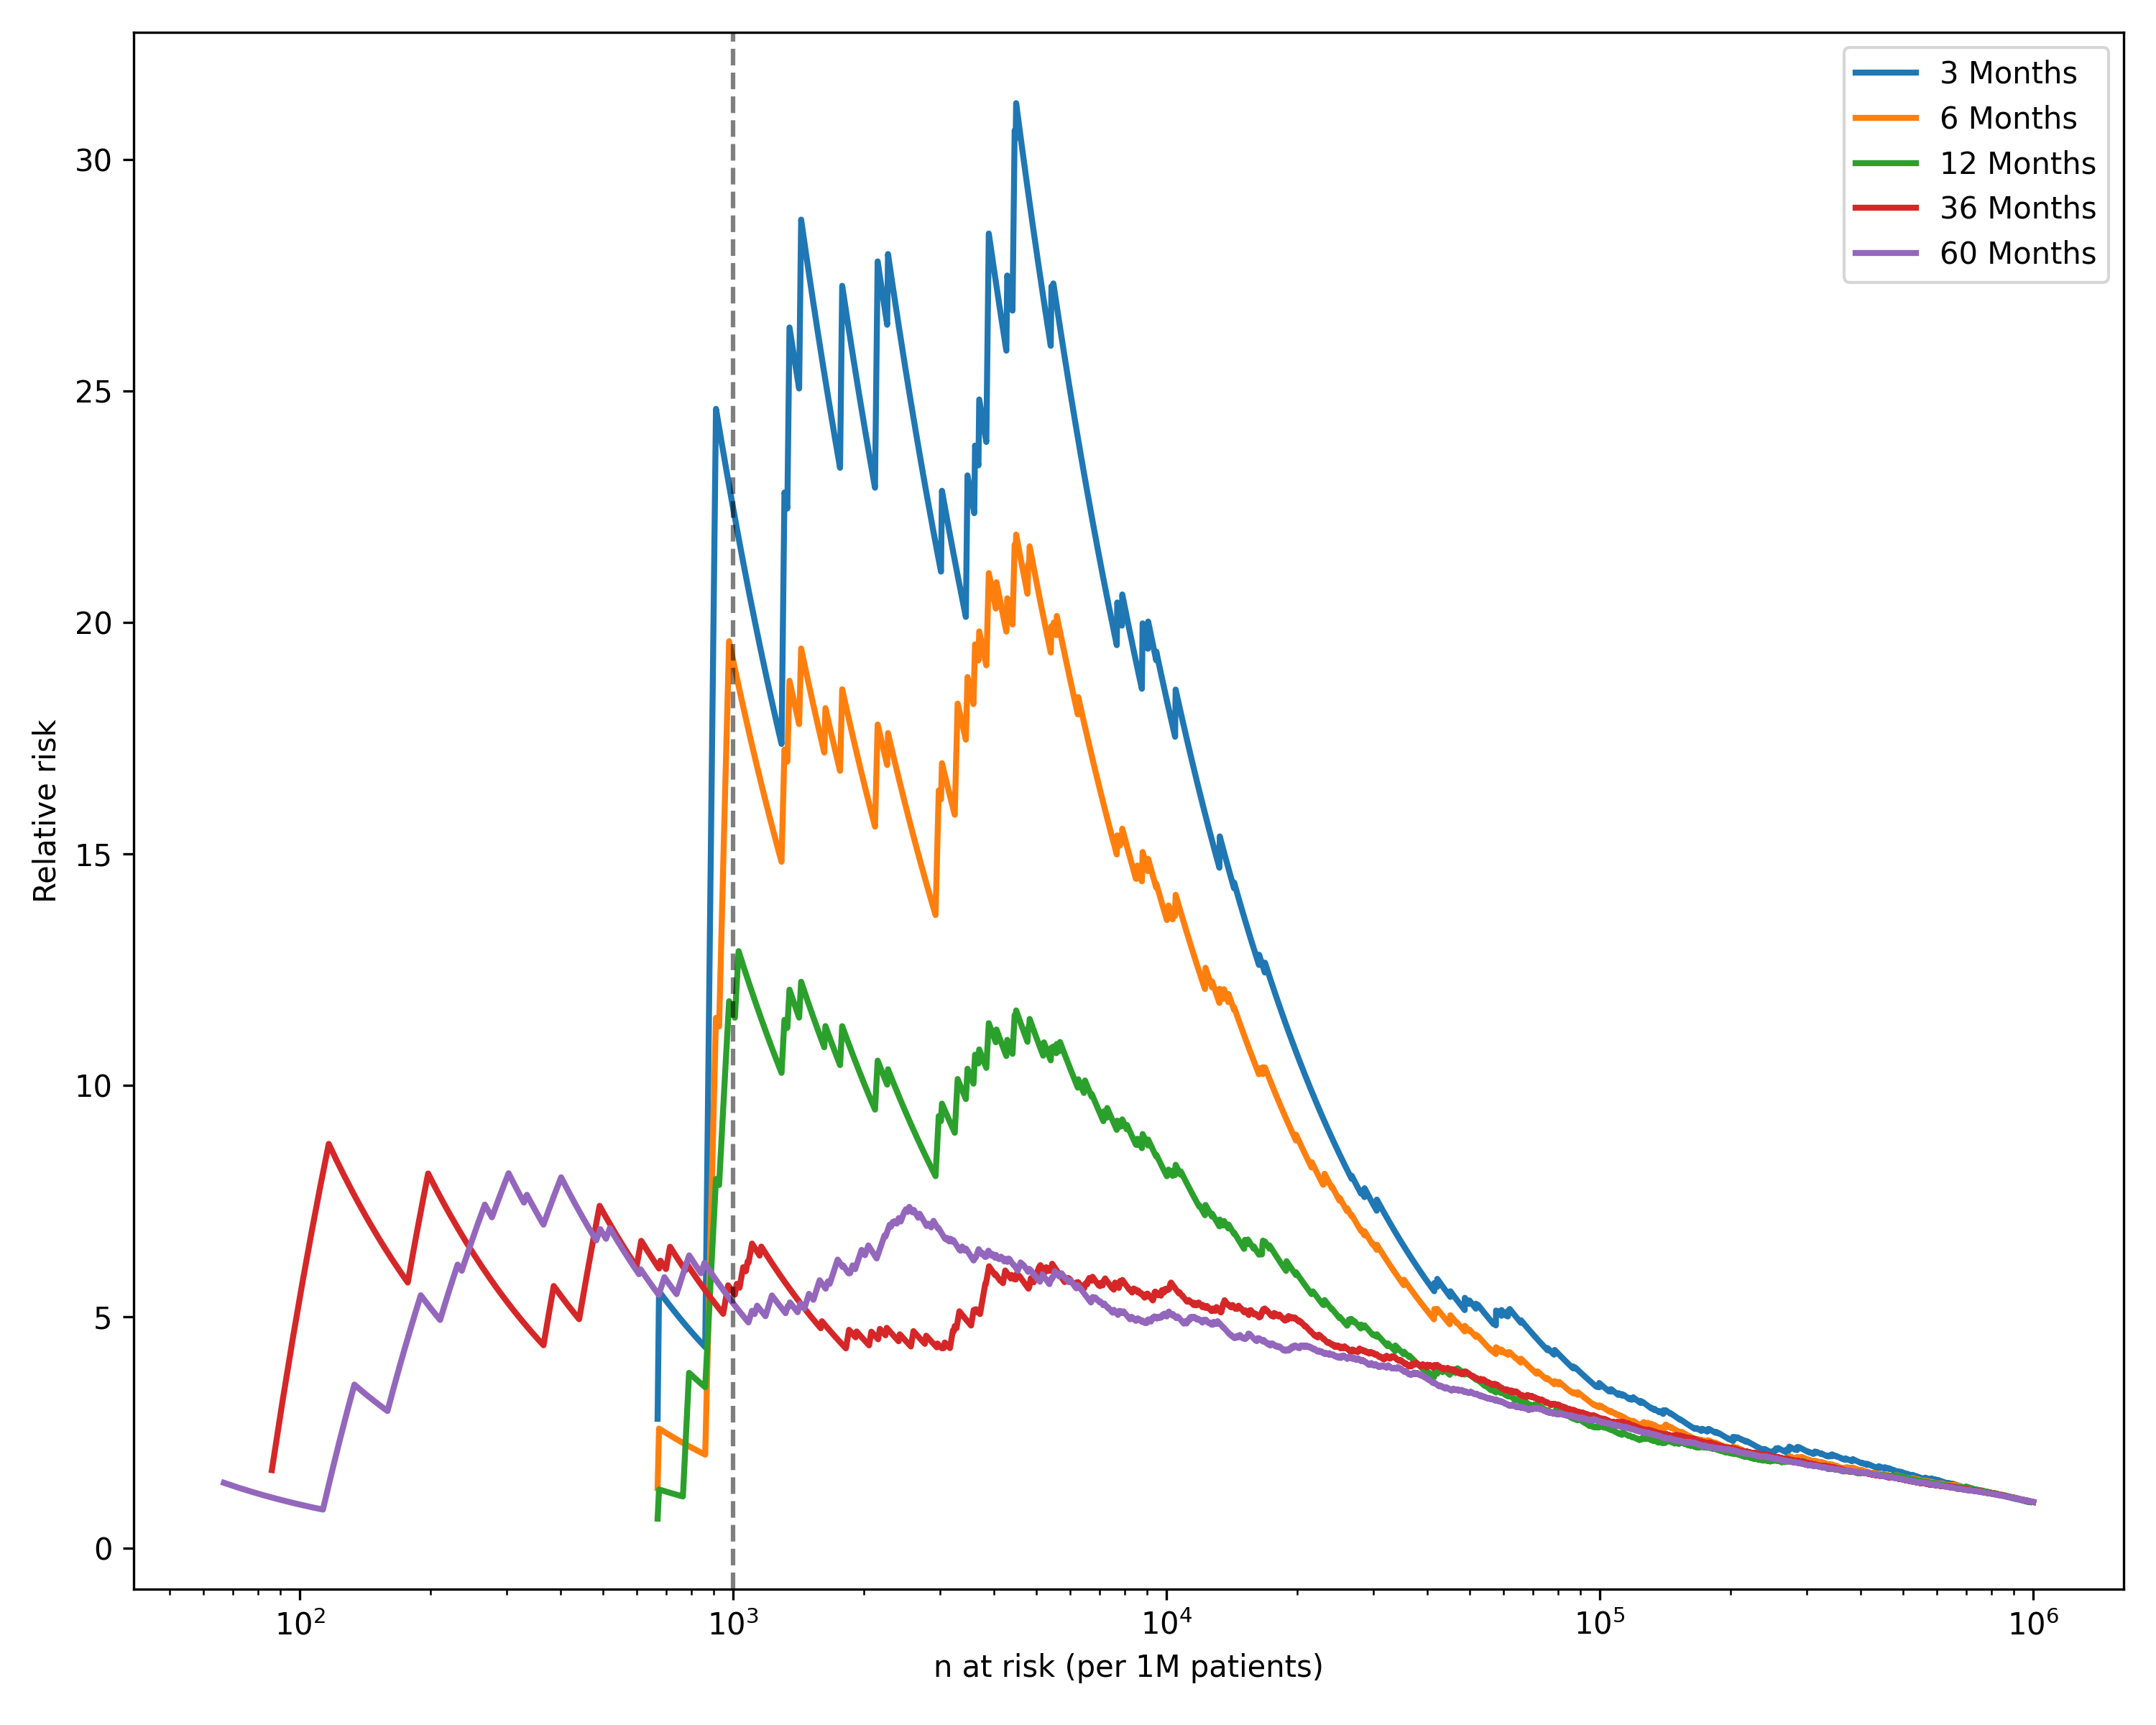 3 Months
6 Months
12 Months
36 Months
60 Months
Relative risk
30
25
20
15
10
5
0
10²
10³
10⁴
10⁵
10⁶
n at risk (per 1M patients)